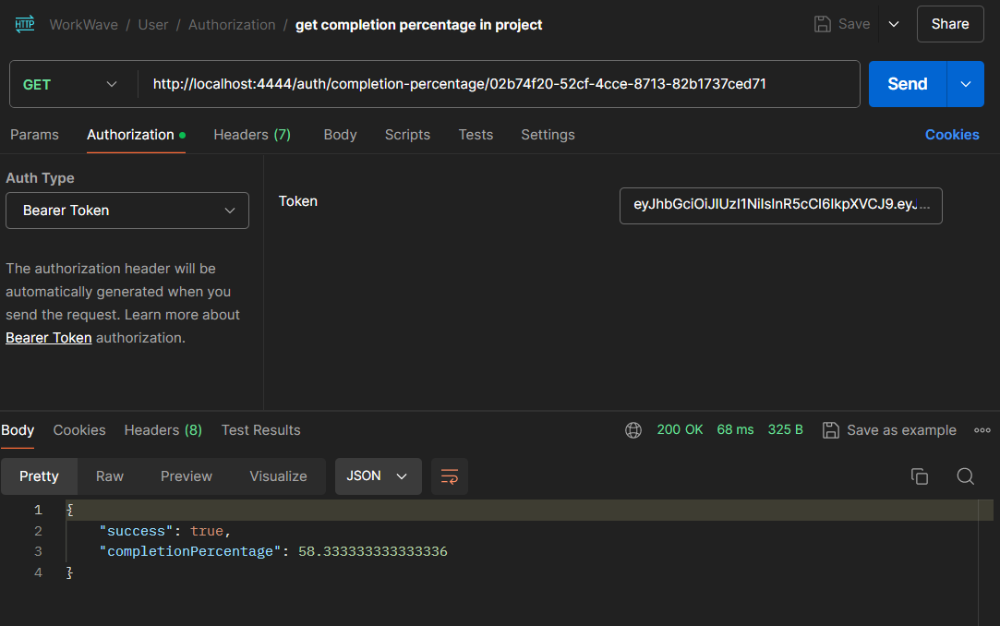 HTTP WorkWave / User / Authorization / get completion percentage in project Save Share
GET http://localhost:4444/auth/completion-percentage/02b74f20-52cf-4cce-8713-82b1737ced71 Send
Params Authorization Headers (7) Body Scripts Tests Settings Cookies
Auth Type
Bearer Token
Token eyJhbGciOiJIUzI1NiIsInR5cCI6IkpXVCJ9.eyJ...
The authorization header will be
automatically generated when you
send the request. Learn more about
Bearer Token authorization.
Body Cookies Headers (8) Test Results 200 OK 68 ms 325 B Save as example
Pretty Raw Preview Visualize JSON
1 {
2 "success": true,
3 "completionPercentage": 58.333333333333336
4 }